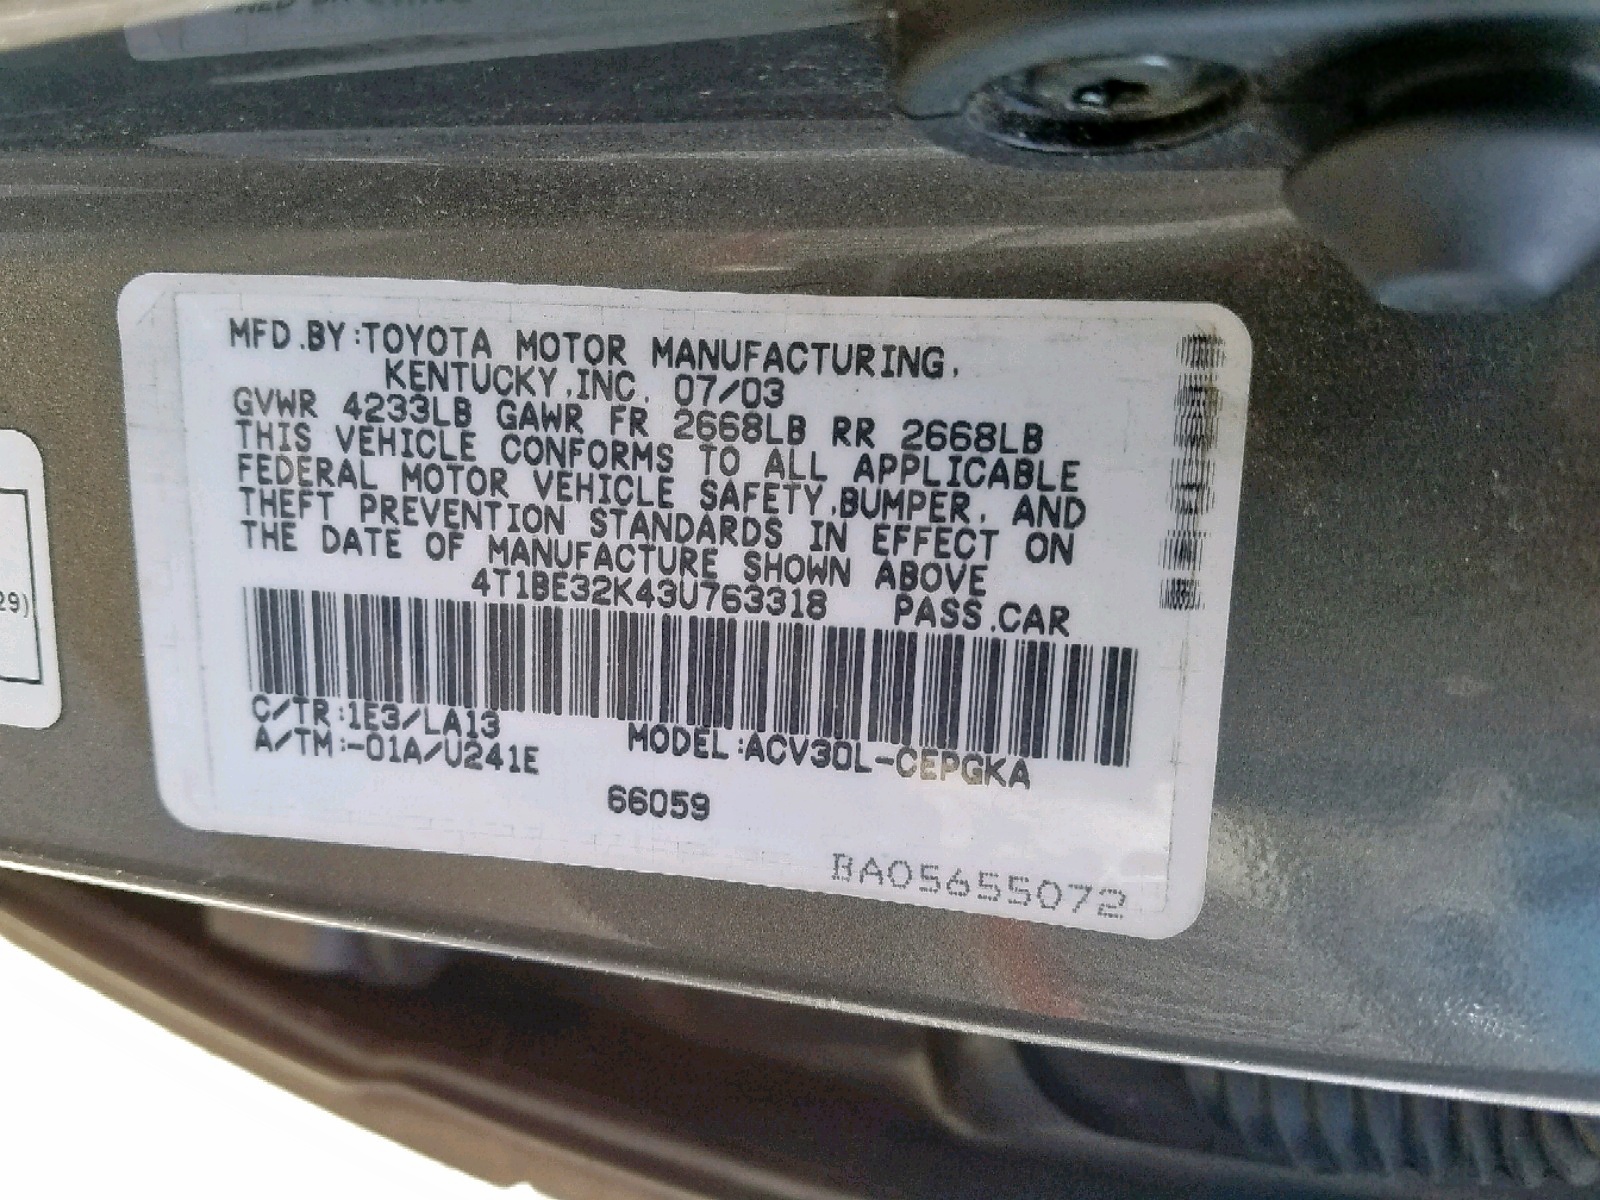 29)
MFD.BY:TOYOTA MOTOR MANUFACTURING,
KENTUCKY,INC. 07/03
GVWR 4233LB GAWR FR 2668LB RR 2668LB
THIS VEHICLE CONFORMS TO ALL APPLICABLE
FEDERAL MOTOR VEHICLE SAFETY,BUMPER, AND
THEFT PREVENTION STANDARDS IN EFFECT ON
THE DATE OF MANUFACTURE SHOWN ABOVE
4T1BE32K43U763318 PASS.CAR
C/TR:1E3/LA13
A/TM:-01A/U241E MODEL:ACV30L-CEPGKA
66059
BA05655072